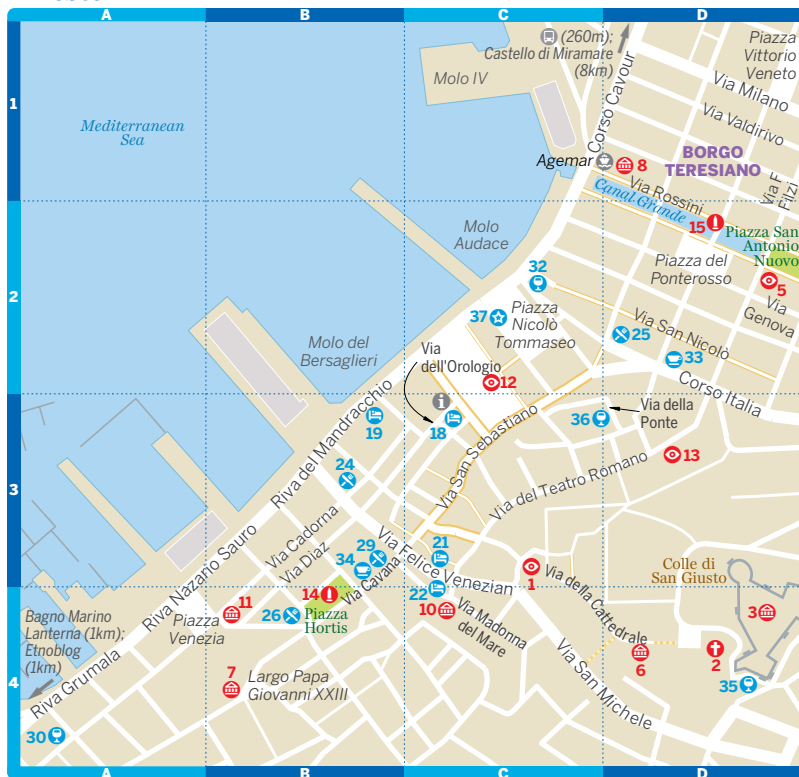 A
B
C
D
1
2
3
4
(260m);
Castello di Miramare
(8km)
Molo IV
Corso Cavour
Piazza
Vittorio
Veneto
Via Milano
Via Valdirivo
Mediterranean
Sea
Agemar
8
BORGO
TERESIANO
Via F
Filzi
Via Rossini
Canal Grande
15
Piazza San
Antonio
Nuovo
Molo
Audace
32
Piazza del
Ponterosso
5
Via
Genova
37
Piazza
Nicolò
Tommaseo
Via San Nicolò
25
33
Molo dei
Bersaglieri
Via
dell'Orologio
12
Corso Italia
Riva del Mandracchio
19
18
Via San Sebastiano
36
Via della
Ponte
13
24
Via del Teatro Romano
Riva Nazario Sauro
Via Cadorna
Via Diaz
29
34
Via Cavana
Via Felice Venezian
21
22
1
Via della Cattedrale
Colle di
San Giusto
3
Bagno Marino
Lanterna (1km);
Etnoblog
(1km)
Piazza
Venezia
11
14
26
Piazza
Hortis
10
Via Madonna
del Mare
6
2
35
7
Largo Papa
Giovanni XXIII
Via San Michele
Riva Grumula
30
A
B
C
D